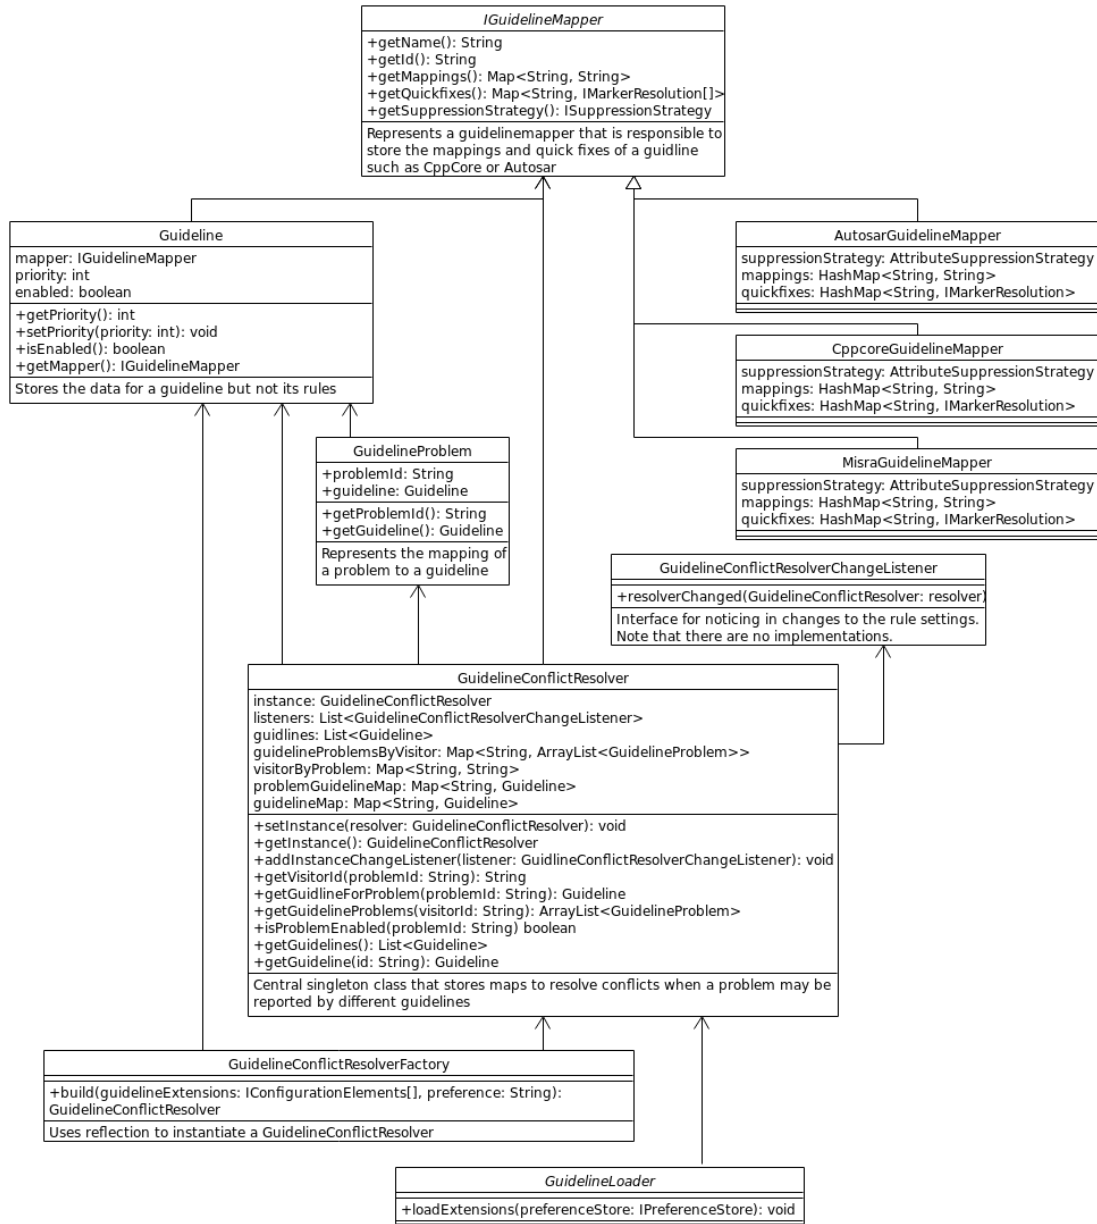 IGuidelineMapper
+getName(): String
+getId(): String
+getMappings(): Map<String, String>
+getQuickfixes(): Map<String, IMarkerResolution[]>
+getSuppressionStrategy(): ISuppressionStrategy
Represents a guidelinemapper that is responsible to
store the mappings and quick fixes of a guidline
such as CppCore or Autosar
Guideline
mapper: IGuidelineMapper
priority: int
enabled: boolean
+getPriority(): int
+setPriority(priority: int): void
+isEnabled(): boolean
+getMapper(): IGuidelineMapper
Stores the data for a guideline but not its rules
AutosarGuidelineMapper
suppressionStrategy: AttributeSuppressionStrategy
mappings: HashMap<String, String>
quickfixes: HashMap<String, IMarkerResolution>
CppcoreGuidelineMapper
suppressionStrategy: AttributeSuppressionStrategy
mappings: HashMap<String, String>
quickfixes: HashMap<String, IMarkerResolution>
MisraGuidelineMapper
suppressionStrategy: AttributeSuppressionStrategy
mappings: HashMap<String, String>
quickfixes: HashMap<String, IMarkerResolution>
GuidelineProblem
+problemId: String
+guideline: Guideline
+getProblemId(): String
+getGuideline(): Guideline
Represents the mapping of
a problem to a guideline
GuidelineConflictResolverChangeListener
+resolverChanged(GuidelineConflictResolver: resolver)
Interface for noticing in changes to the rule settings.
Note that there are no implementations.
GuidelineConflictResolver
instance: GuidelineConflictResolver
listeners: List<GuidelineConflictResolverChangeListener>
guidlines: List<Guideline>
guidelineProblemsByVisitor: Map<String, ArrayList<GuidelineProblem>>
visitorByProblem: Map<String, String>
problemGuidelineMap: Map<String, Guideline>
guidelineMap: Map<String, Guideline>
+setInstance(resolver: GuidelineConflictResolver): void
+getInstance(): GuidelineConflictResolver
+addInstanceChangeListener(listener: GuidlineConflictResolverChangeListener): void
+getVisitorId(problemId: String): String
+getGuidlineForProblem(problemId: String): Guideline
+getGuidelineProblems(visitorId: String): ArrayList<GuidelineProblem>
+isProblemEnabled(problemId: String) boolean
+getGuidelines(): List<Guideline>
+getGuideline(id: String): Guideline
Central singleton class that stores maps to resolve conflicts when a problem may be
reported by different guidelines
GuidelineConflictResolverFactory
+build(guidelineExtensions: IConfigurationElements[], preference: String):
GuidelineConflictResolver
Uses reflection to instantiate a GuidelineConflictResolver
GuidelineLoader
+loadExtensions(preferenceStore: IPreferenceStore): void